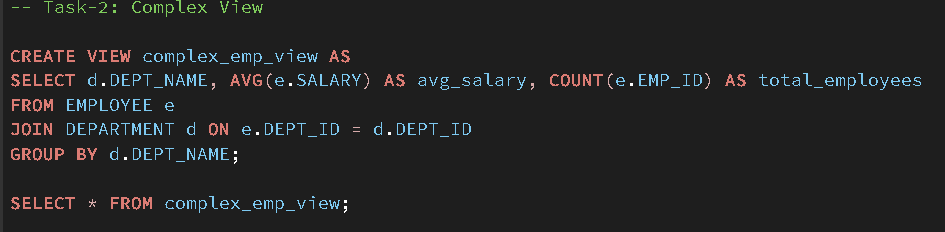 -- Task-2: Complex View
CREATE VIEW complex_emp_view AS
SELECT d.DEPT_NAME, AVG(e.SALARY) AS avg_salary, COUNT(e.EMP_ID) AS total_employees
FROM EMPLOYEE e
JOIN DEPARTMENT d ON e.DEPT_ID = d.DEPT_ID
GROUP BY d.DEPT_NAME;
SELECT * FROM complex_emp_view;